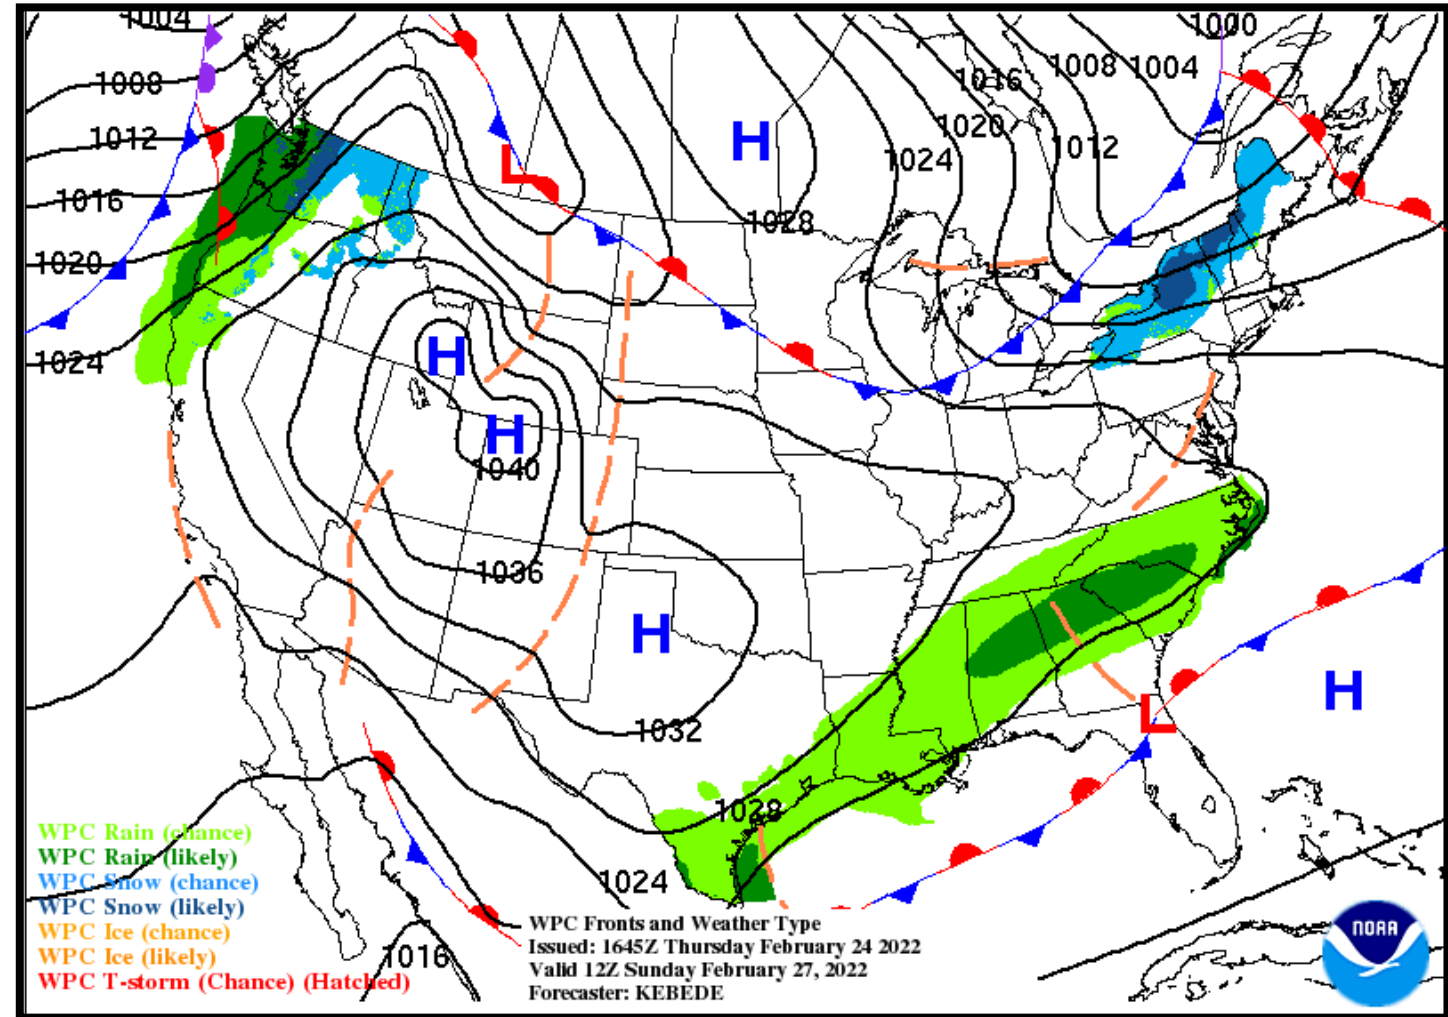 1004
1000
1008
1016
1008
1004
1012
1020
1012
1024
H
L
1016
1028
1020
1024
H
H
1040
1036
H
H
L
1032
1028
1024
1016
WPC Rain (chance)
WPC Rain (likely)
WPC Snow (chance)
WPC Snow (likely)
WPC Ice (chance)
WPC Ice (likely)
WPC T-storm (Chance) (Hatched)
WPC Fronts and Weather Type
Issued: 1645Z Thursday February 24 2022
Valid 12Z Sunday February 27, 2022
Forecaster: KEBEDE
NOAA